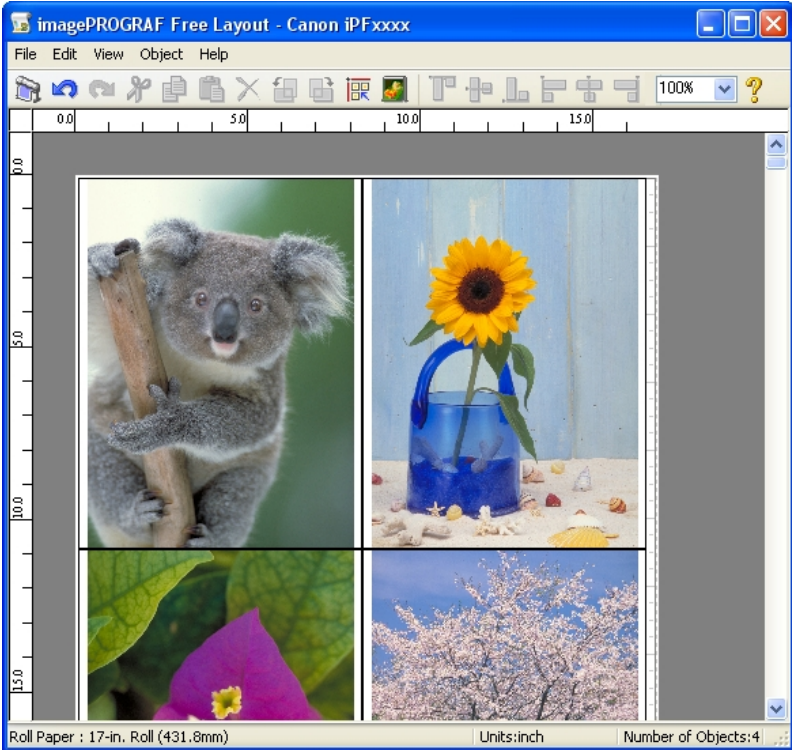 imagePROGRAF Free Layout - Canon iPFxxxx
File Edit View Object Help
100%
0.0 5.0 10.0 15.0
0.0
5.0
10.0
15.0
Roll Paper : 17-in. Roll (431.8mm) Units:inch Number of Objects:4